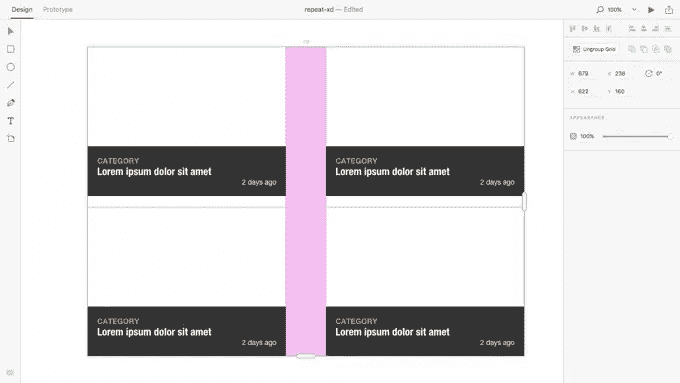 Design Prototype repeat-xd — Edited 100%
Ungroup Grid
W 679 X 236 0°
H 622 Y 160
APPEARANCE
100%
CATEGORY
Lorem ipsum dolor sit amet
2 days ago
CATEGORY
Lorem ipsum dolor sit amet
2 days ago
CATEGORY
Lorem ipsum dolor sit amet
2 days ago
CATEGORY
Lorem ipsum dolor sit amet
2 days ago